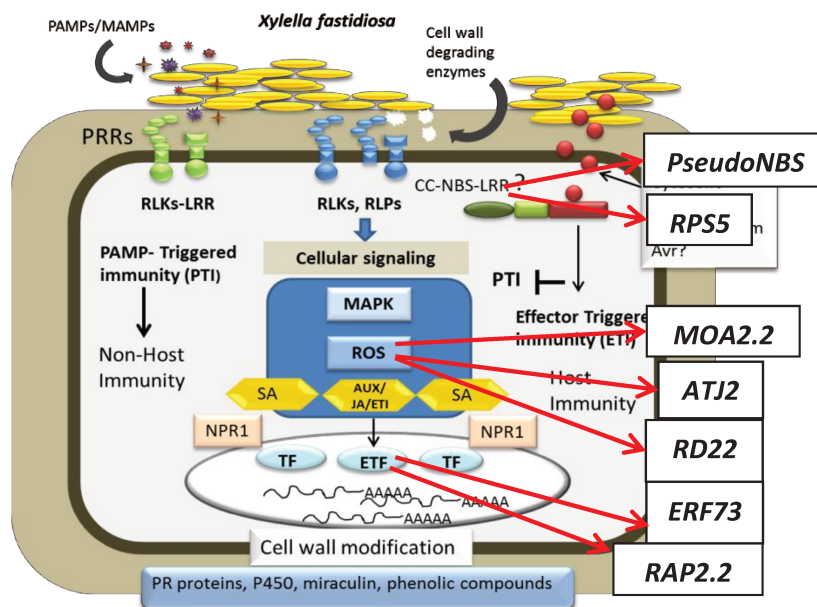 Xylella fastidiosa
PAMPs/MAMPs
Cell wall
degrading
enzymes
PRRs
RLKs-LRR
RLKs, RLPs
CC-NBS-LRR ?
PseudoNBS
RPS5
Avr?
PAMP- Triggered
immunity (PTI)
Non-Host
Immunity
Cellular signaling
MAPK
ROS
SA
AUX/
JA/ETI
SA
NPR1
NPR1
TF
ETF
TF
AAAAA
AAAAA
AAAAA
PTI
Effector Triggered
immunity (ETI)
Host
Immunity
MOA2.2
ATJ2
RD22
ERF73
RAP2.2
Cell wall modification
PR proteins, P450, miraculin, phenolic compounds